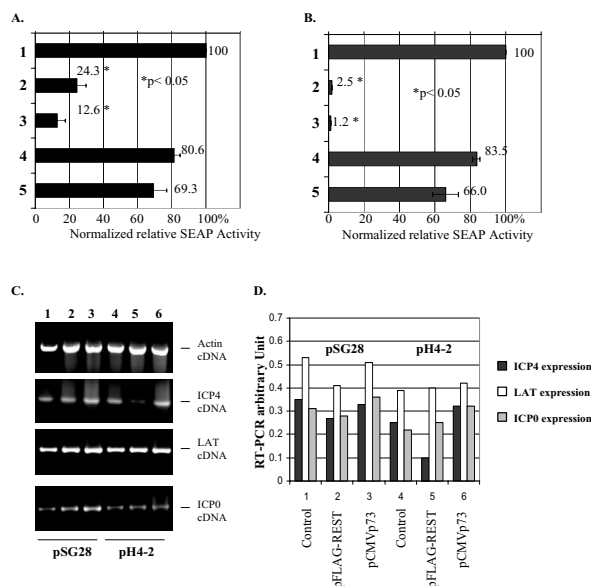 A.
1
100
2
24.3 *
*p< 0.05
3
12.6 *
4
80.6
5
69.3
0 20 40 60 80 100%
Normalized relative SEAP Activity
B.
1
100
2
2.5 *
*p< 0.05
3
1.2 *
4
83.5
5
66.0
0 20 40 60 80 100%
Normalized relative SEAP Activity
C.
1 2 3 4 5 6
Actin
cDNA
ICP4
cDNA
LAT
cDNA
ICP0
cDNA
pSG28 pH4-2
D.
RT-PCR arbitrary Unit
0.7
0.6
0.5
0.4
0.3
0.2
0.1
0
pSG28 pH4-2
1 2 3 4 5 6
Control
pFLAG-REST
pCMVp73
Control
pFLAG-REST
pCMVp73
ICP4 expression
LAT expression
ICP0 expression